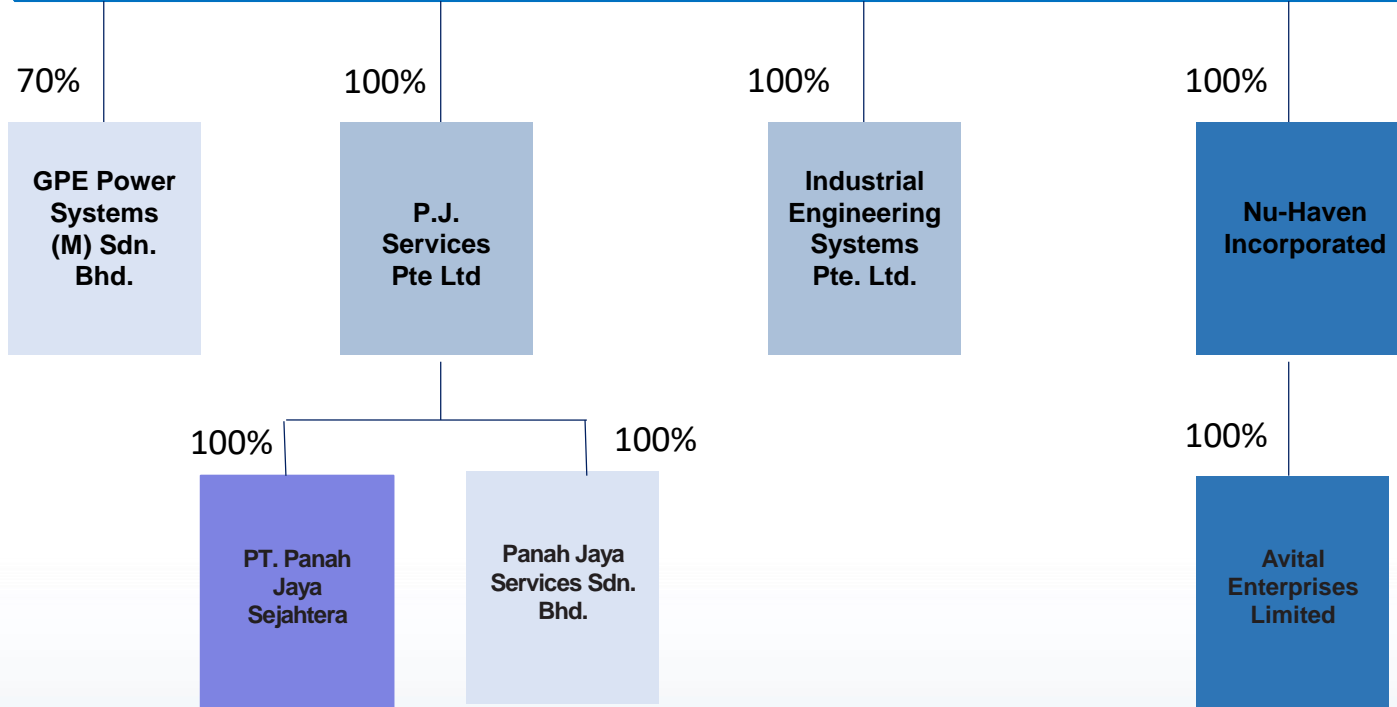 70%
100%
100%
100%
GPE Power
Systems
(M) Sdn.
Bhd.
P.J.
Services
Pte Ltd
Industrial
Engineering
Systems
Pte. Ltd.
Nu-Haven
Incorporated
100%
100%
100%
PT. Panah
Jaya
Sejahtera
Panah Jaya
Services Sdn.
Bhd.
Avital
Enterprises
Limited